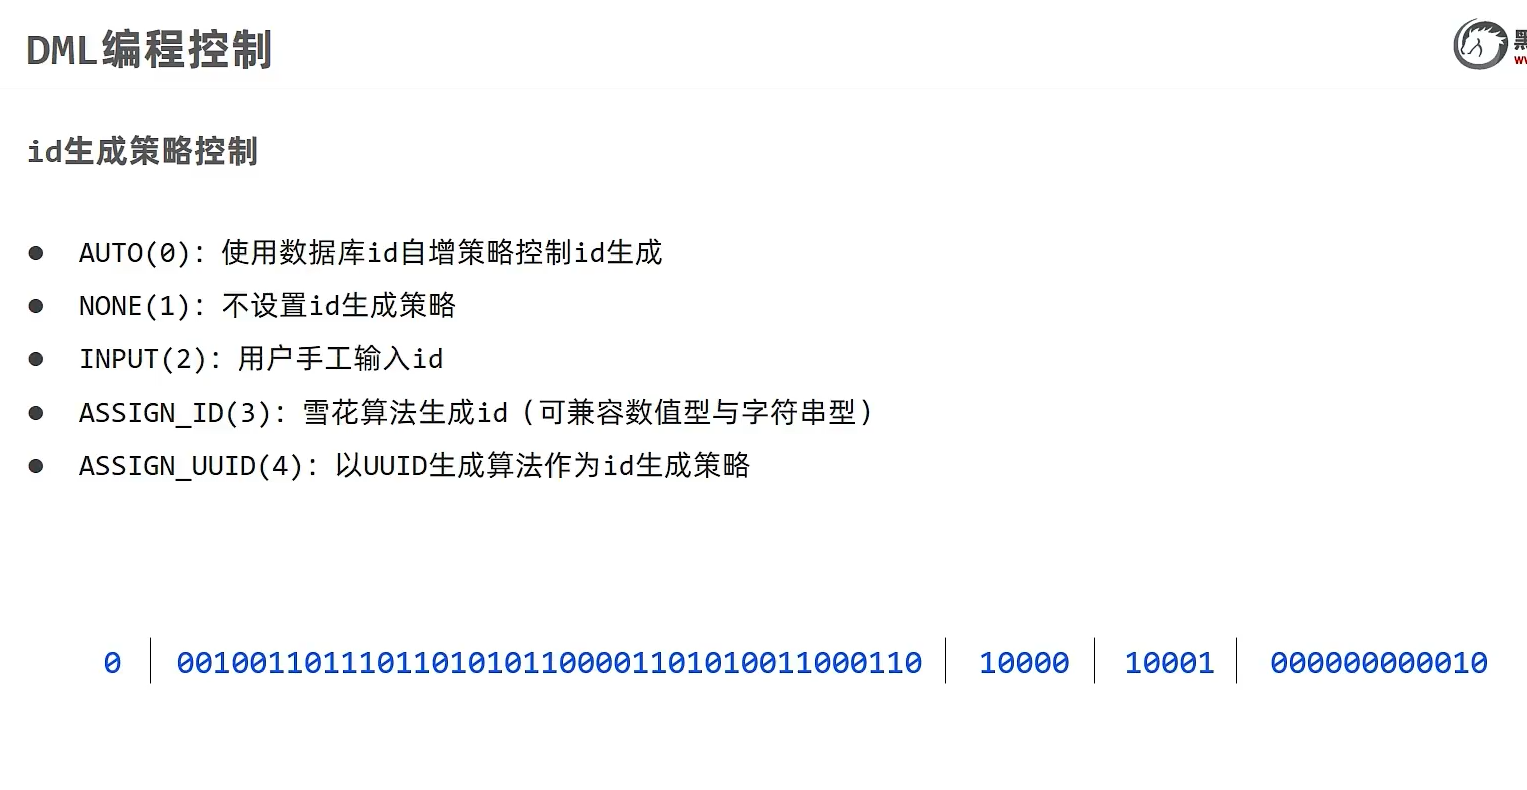 DML编程控制
id生成策略控制
AUTO(0)：使用数据库id自增策略控制id生成
NONE(1)：不设置id生成策略
INPUT(2)：用户手工输入id
ASSIGN_ID(3)：雪花算法生成id（可兼容数值型与字符串型）
ASSIGN_UUID(4)：以UUID生成算法作为id生成策略
0 00100110111011010101100001101010011000110 10000 10001 000000000010